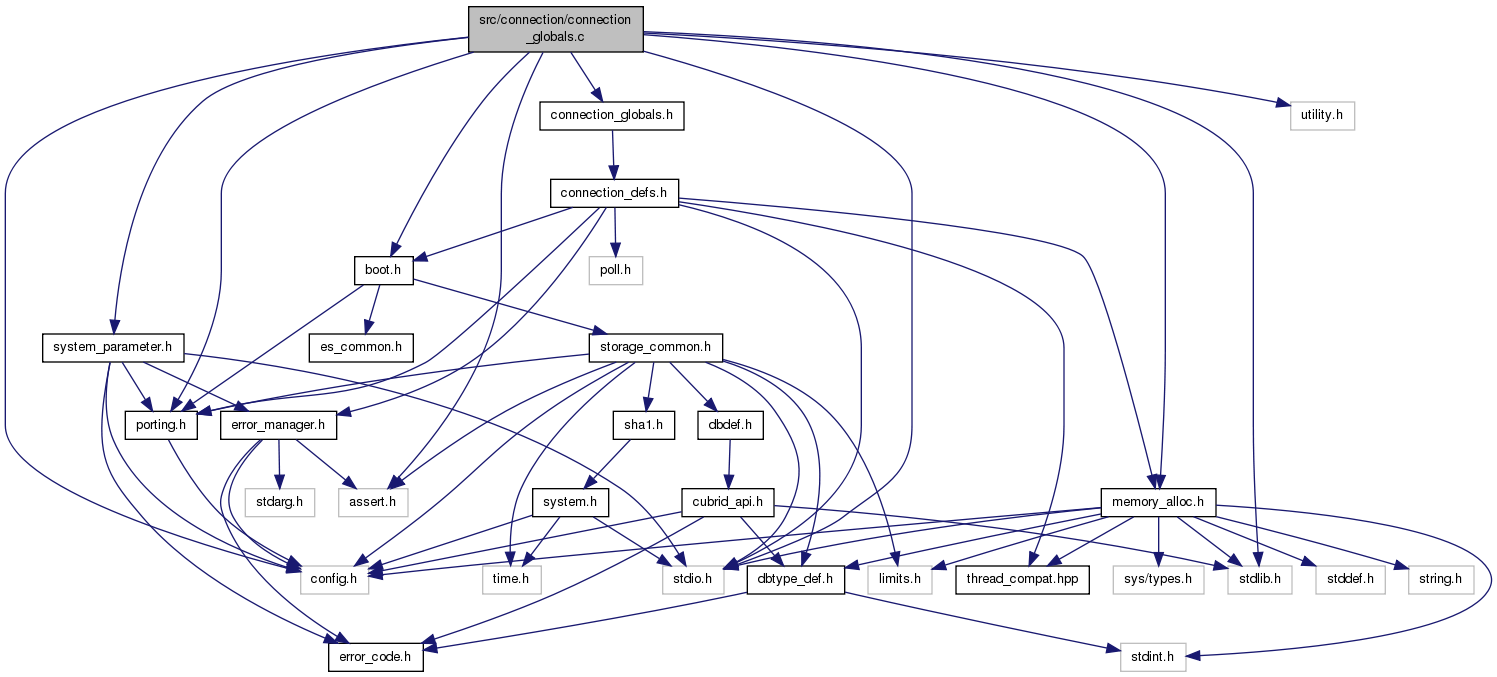 src/connection/connection
_globals.c
connection_globals.h
utility.h
connection_defs.h
boot.h
poll.h
system_parameter.h
es_common.h
storage_common.h
porting.h
error_manager.h
sha1.h
dbdef.h
stdarg.h
assert.h
system.h
cubrid_api.h
memory_alloc.h
config.h
time.h
stdio.h
dbtype_def.h
limits.h
thread_compat.hpp
sys/types.h
stdlib.h
stddef.h
string.h
error_code.h
stdint.h